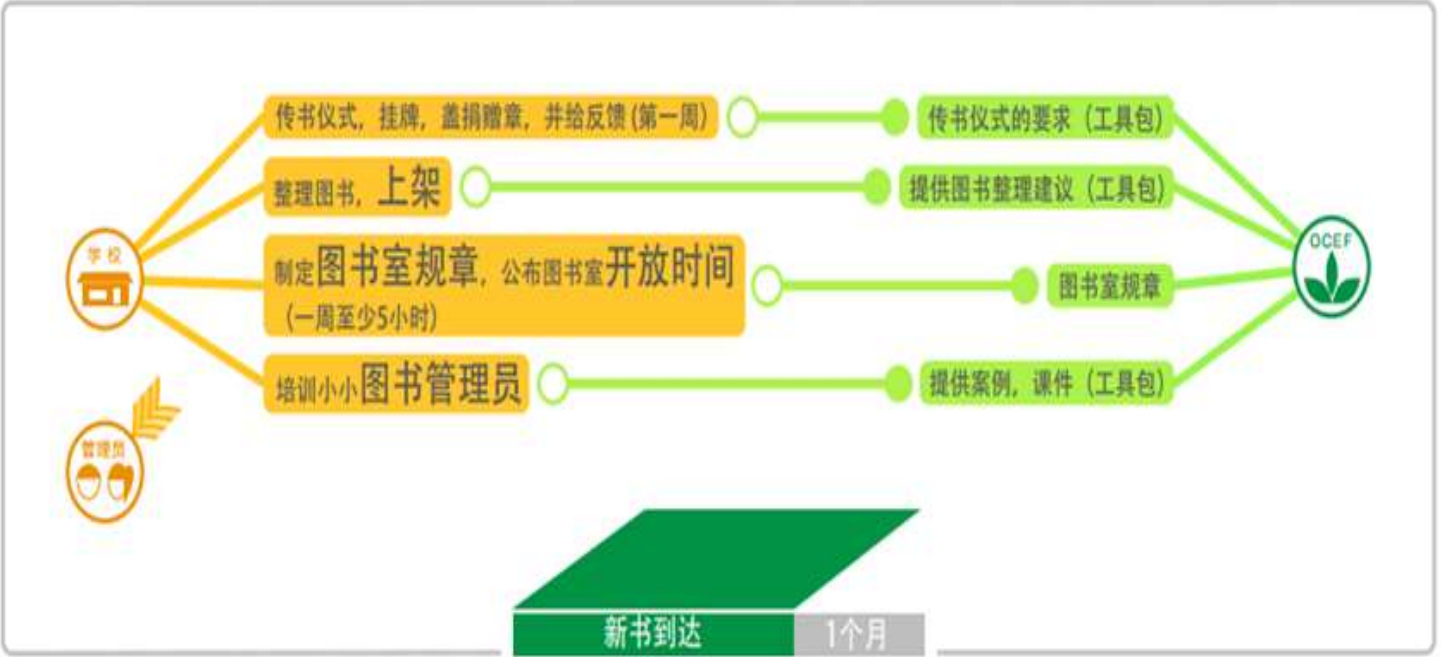 传书仪式，挂牌，盖捐赠章，并给反馈(第一周)
传书仪式的要求（工具包）
整理图书，上架
提供图书整理建议（工具包）
学校
制定图书室规章，公布图书室开放时间
（一周至少5小时）
图书室规章
OCEF
培训小小图书管理员
提供案例，课件（工具包）
管理员
新书到达
1个月